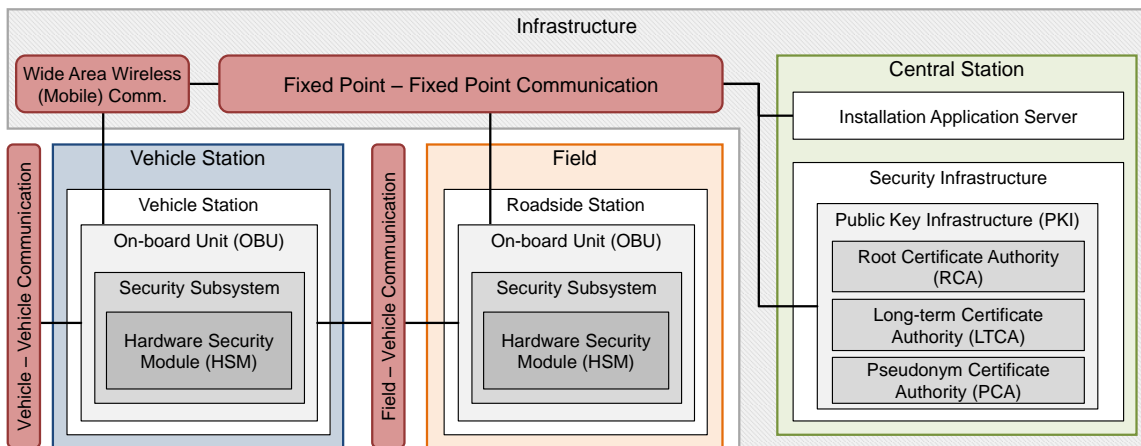 Infrastructure
Wide Area Wireless
(Mobile) Comm.
Fixed Point – Fixed Point Communication
Vehicle – Vehicle Communication
Vehicle Station
Vehicle Station
On-board Unit (OBU)
Security Subsystem
Hardware Security
Module (HSM)
Field – Vehicle Communication
Field
Roadside Station
On-board Unit (OBU)
Security Subsystem
Hardware Security
Module (HSM)
Central Station
Installation Application Server
Security Infrastructure
Public Key Infrastructure (PKI)
Root Certificate Authority
(RCA)
Long-term Certificate
Authority (LTCA)
Pseudonym Certificate
Authority (PCA)